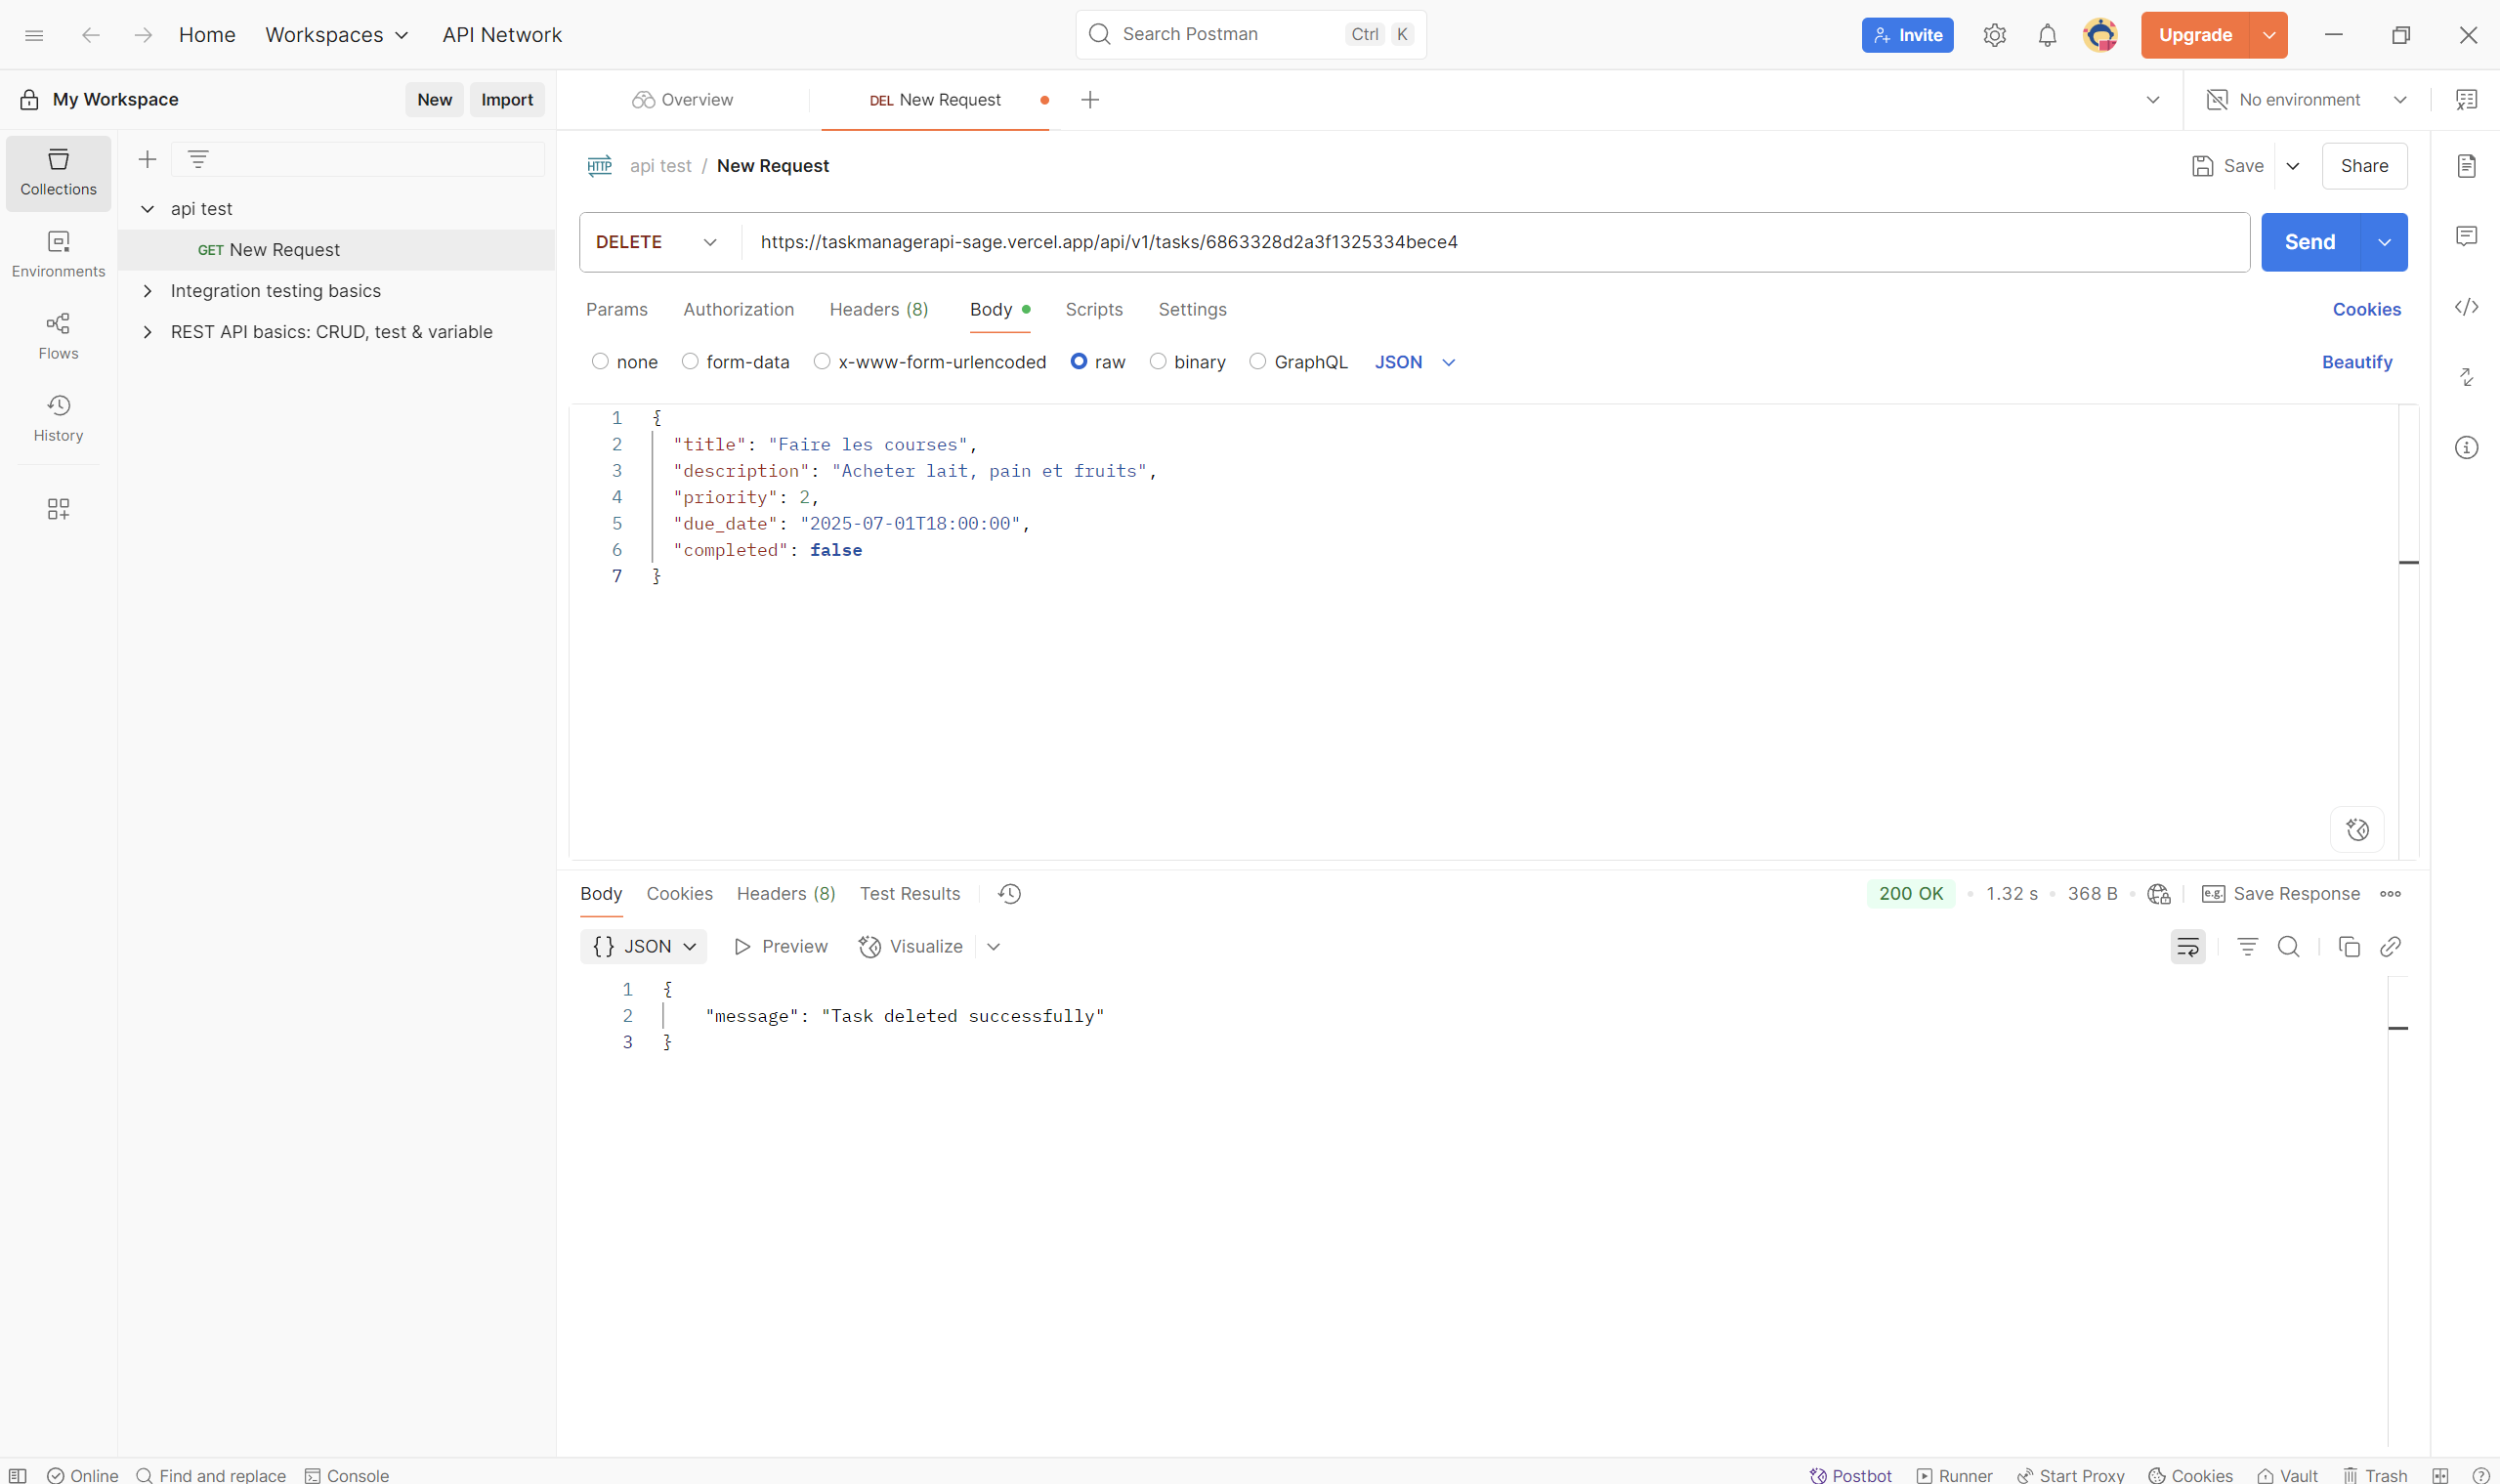 Home Workspaces API Network Search Postman Ctrl K Invite Upgrade
My Workspace New Import Overview DEL New Request No environment
Collections
Environments
Flows
History
api test
GET New Request
Integration testing basics
REST API basics: CRUD, test & variable
HTTP api test / New Request Save Share
DELETE https://taskmanagerapi-sage.vercel.app/api/v1/tasks/6863328d2a3f1325334bece4 Send
Params Authorization Headers (8) Body Scripts Settings Cookies
none form-data x-www-form-urlencoded raw binary GraphQL JSON Beautify
1 {
2 "title": "Faire les courses",
3 "description": "Acheter lait, pain et fruits",
4 "priority": 2,
5 "due_date": "2025-07-01T18:00:00",
6 "completed": false
7 }
Body Cookies Headers (8) Test Results 200 OK 1.32 s 368 B e.g. Save Response
{} JSON Preview Visualize
1 {
2 "message": "Task deleted successfully"
3 }
Online Find and replace Console Postbot Runner Start Proxy Cookies Vault Trash